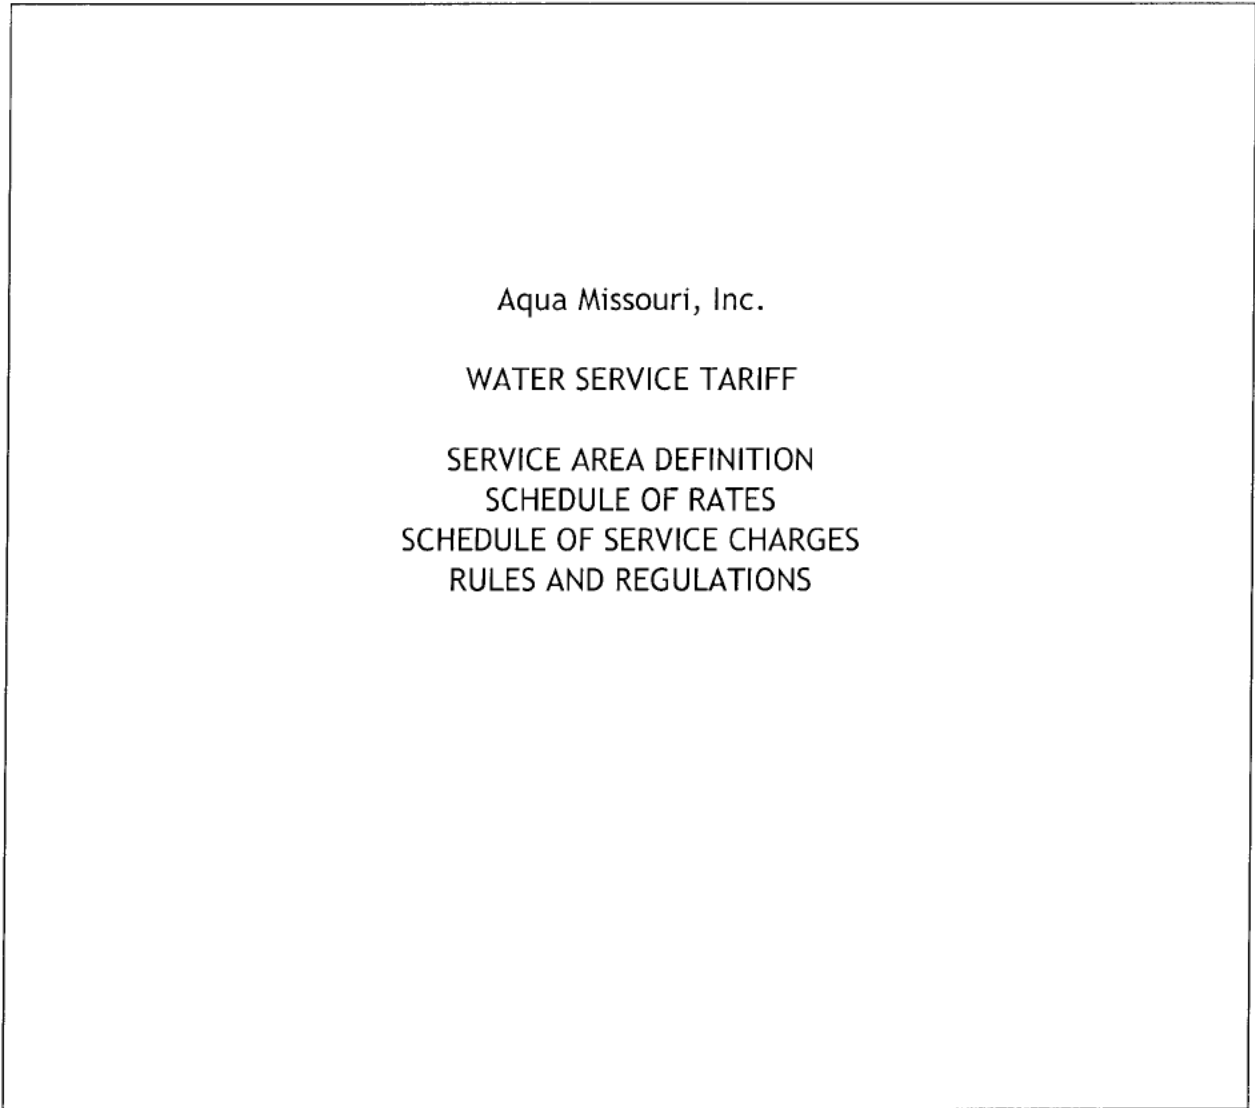 Aqua Missouri, Inc.
WATER SERVICE TARIFF
SERVICE AREA DEFINITION
SCHEDULE OF RATES
SCHEDULE OF SERVICE CHARGES
RULES AND REGULATIONS